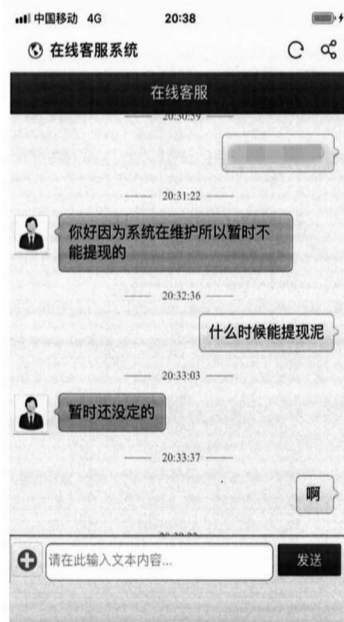 中国移动 4G 20:38
在线客服系统
在线客服
20:30:59
20:31:22
你好因为系统在维护所以暂时不
能提现的
20:32:36
什么时候能提现泥
20:33:03
暂时还没定的
20:33:37
啊
请在此输入文本内容...
发送